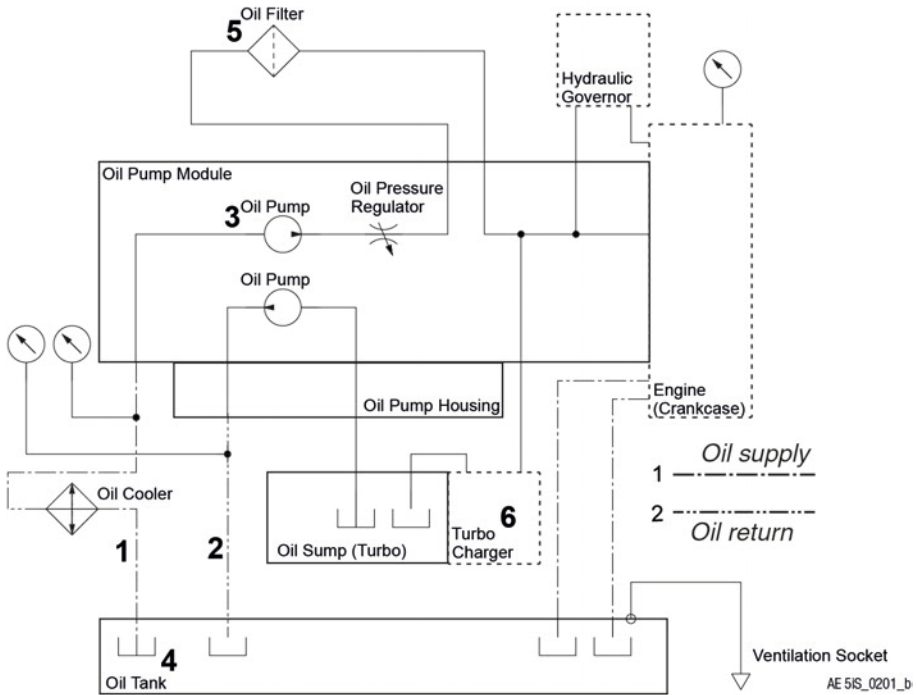 Oil Filter
5
Hydraulic
Governor
Oil Pump Module
Oil Pressure
Regulator
3
Oil Pump
Oil Pump
Oil Pump Housing
Engine
(Crankcase)
Oil supply
1
Oil Cooler
6
2
Turbo
Charger
1
2
Oil Sump (Turbo)
Oil return
4
Oil Tank
Ventilation Socket
AE 5IS_0201_b